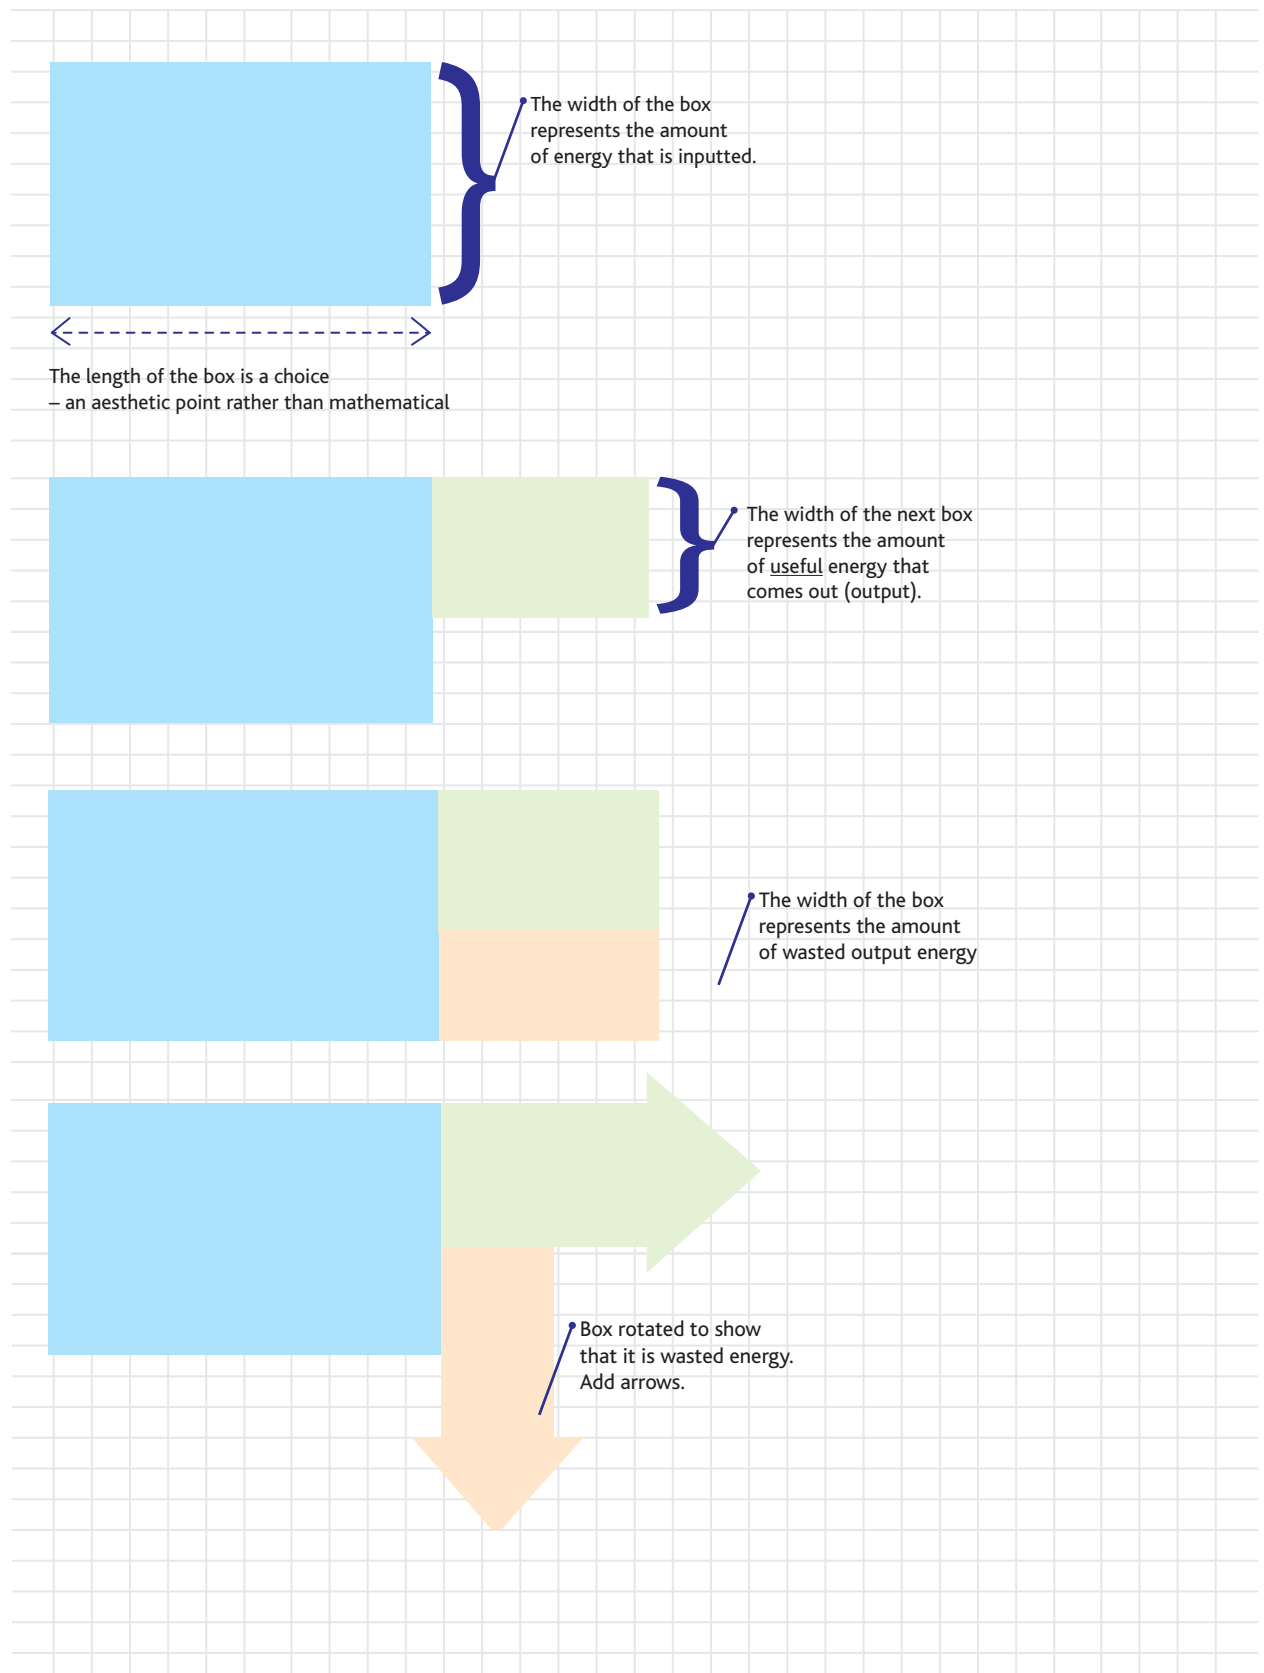 The width of the box
represents the amount
of energy that is inputted.
The length of the box is a choice
– an aesthetic point rather than mathematical
The width of the next box
represents the amount
of useful energy that
comes out (output).
The width of the box
represents the amount
of wasted output energy
Box rotated to show
that it is wasted energy.
Add arrows.